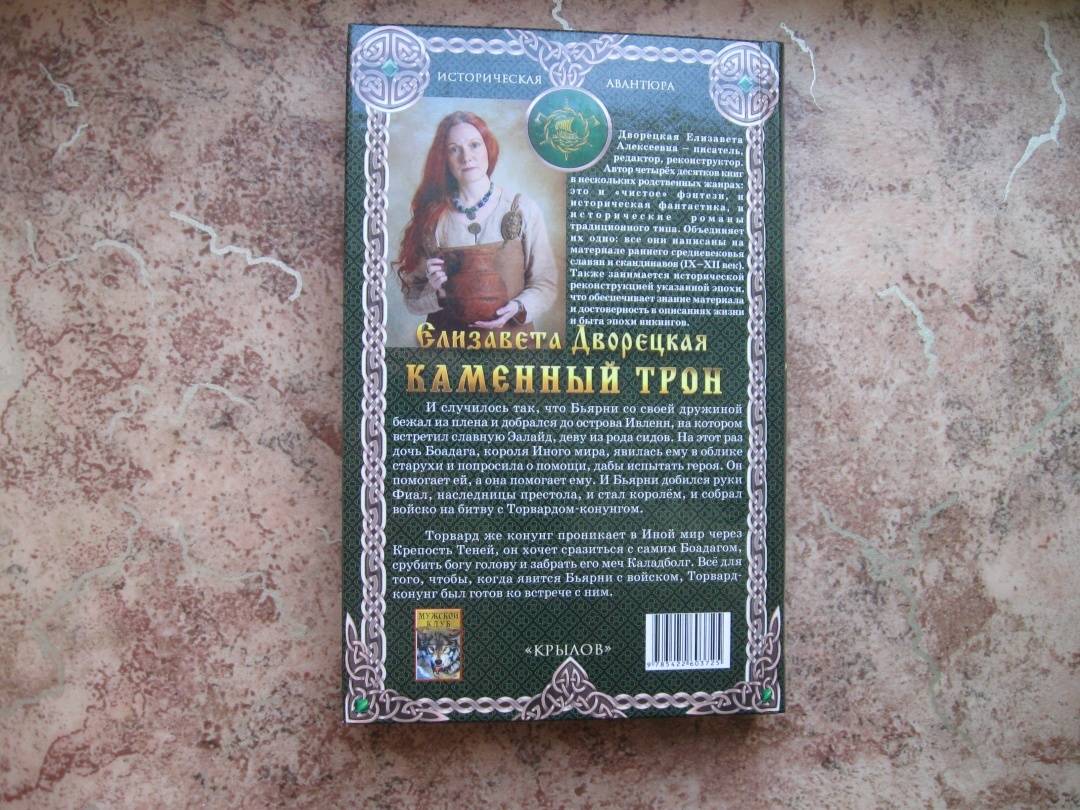 ИСТОРИЧЕСКАЯ АВАНТЮРА
Дворецкая Елизавета
Алексеевна — писатель,
редактор, реконструктор.
Автор четырёх десятков книг
в нескольких родственных жанрах:
это и «чистое» фэнтези, и
историческая фантастика, и
исторические романы
традиционного типа. Объединяет
их одно: все они написаны на
материале раннего средневековья
славян и скандинавов (IX—XII век).
Также занимается исторической
реконструкцией указанной эпохи,
что обеспечивает знание материала
и достоверность в описаниях жизни
и быта эпохи викингов.
Елизавета Дворецкая
КАМЕННЫЙ ТРОН
И случилось так, что Бьярни со своей дружиной
бежал из плена и добрался до острова Ивленн, на котором
встретил славную Эалайд, деву из рода сидов. На этот раз
дочь Боадага, короля Иного мира, явилась ему в облике
старухи и попросила о помощи, дабы испытать героя. Он
помогает ей, а она помогает ему. И Бьярни добился руки
Фиал, наследницы престола, и стал королём, и собрал
войско на битву с Торвардом-конунгом.
Торвард же конунг проникает в Иной мир через
Крепость Теней, он хочет сразиться с самим Боадагом,
срубить богу голову и забрать его меч Каладболг. Всё для
того, чтобы, когда явится Бьярни с войском, Торвард-
конунг был готов ко встрече с ним.
МУЖСКОЙ
КЛУБ
«КРЫЛОВ»
9 785422 603725